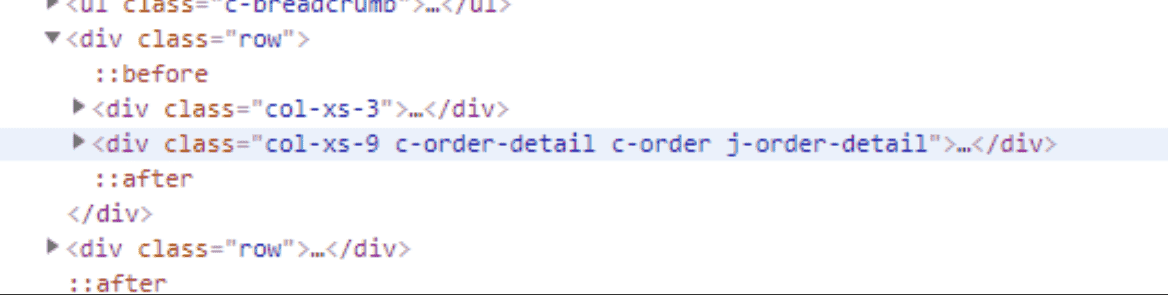 ▶<ul class="c-breadcrumb">…</ul>
▼<div class="row">
::before
▶<div class="col-xs-3">…</div>
▶<div class="col-xs-9 c-order-detail c-order j-order-detail">…</div>
::after
</div>
▶<div class="row">…</div>
::after